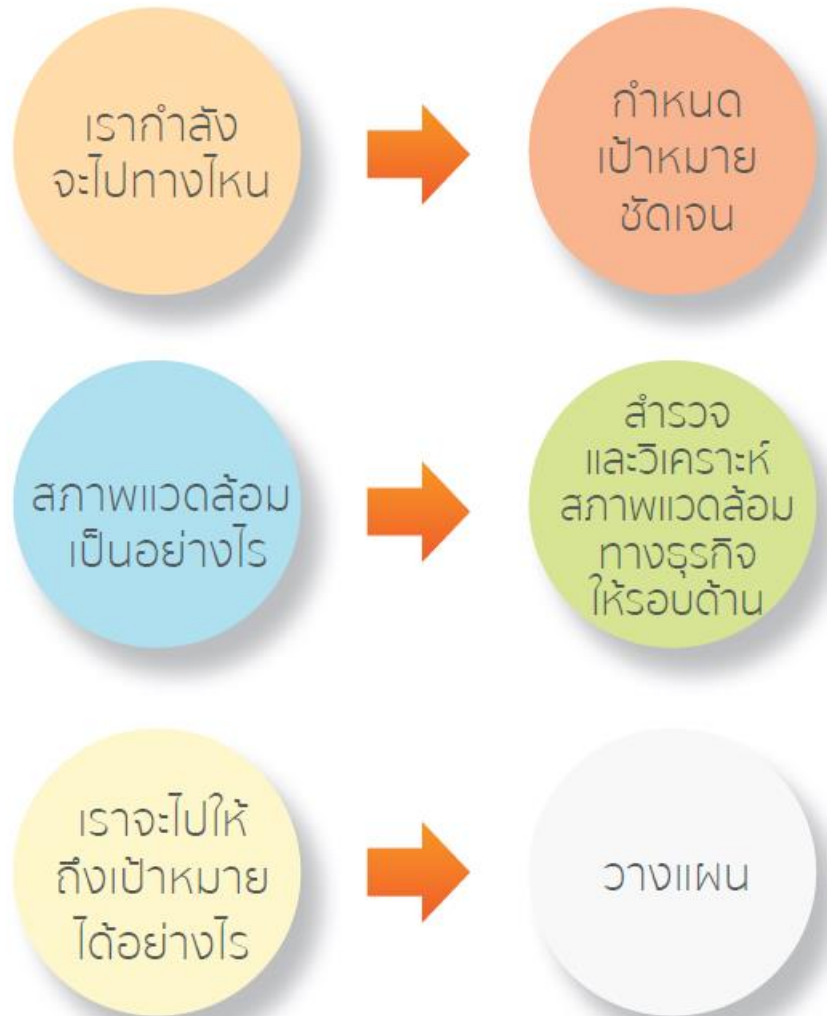 เรากำลัง
จะไปทางไหน
กำหนด
เป้าหมาย
ชัดเจน
สภาพแวดล้อม
เป็นอย่างไร
สำรวจ
และวิเคราะห์
สภาพแวดล้อม
ทางธุรกิจ
ให้รอบด้าน
เราจะไปให้
ถึงเป้าหมาย
ได้อย่างไร
วางแผน